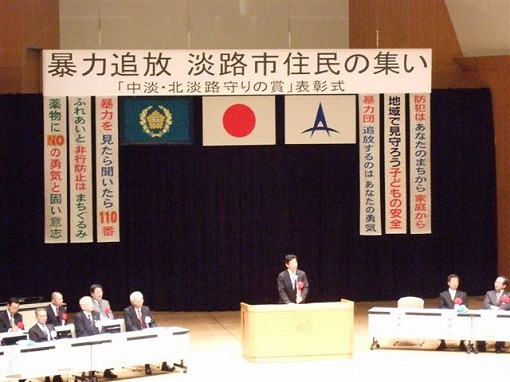 暴力追放 淡路市住民の集い
「中淡・北淡路守りの賞」表彰式
薬物にNOの勇気と固い意志
ふれあいと非行防止は まちぐるみ
暴力を 見たら聞いたら 110番
暴力団 追放するのは あなたの勇気
地域で見守ろう子どもの安全
防犯はあなたのまちから 家庭から